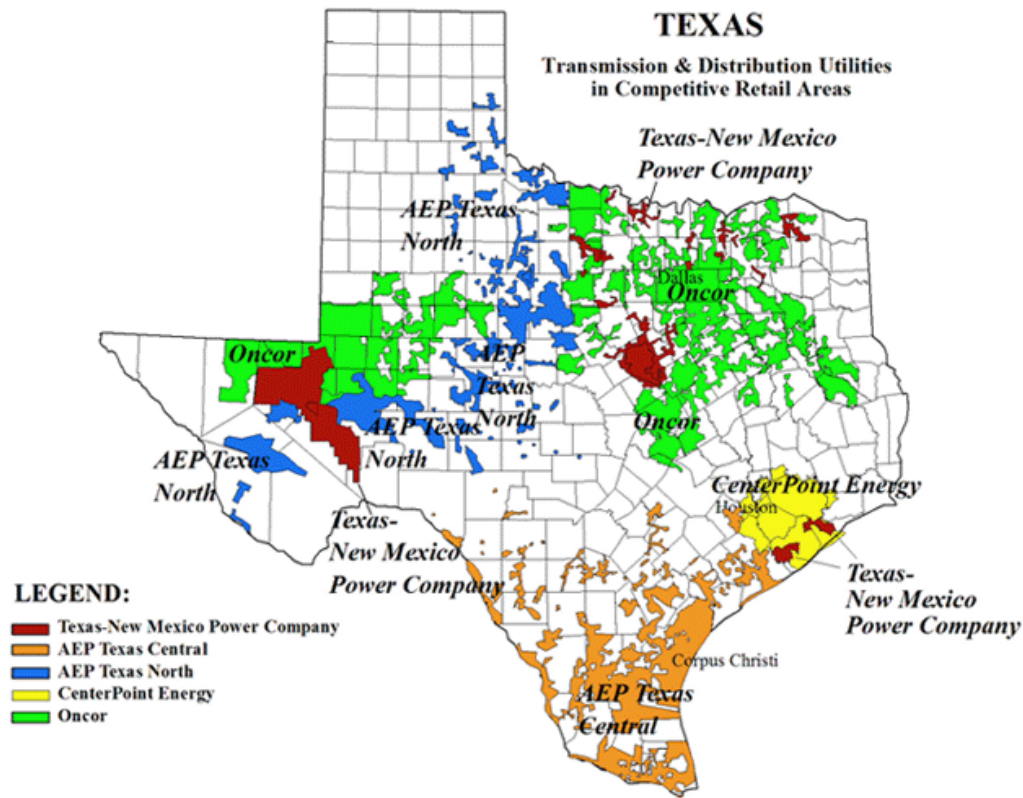 TEXAS
Transmission & Distribution Utilities
in Competitive Retail Areas
Texas-New Mexico
Power Company
AEP Texas
North
Dallas
Oncor
Oncor
AEP
Texas
North
AEP Texas
North
Oncor
AEP Texas
North
CenterPoint Energy
Houston
Texas-
New Mexico
Power Company
Texas-
New Mexico
Power Company
LEGEND:
Texas-New Mexico Power Company
AEP Texas Central
AEP Texas North
CenterPoint Energy
Oncor
Corpus Christi
AEP Texas
Central